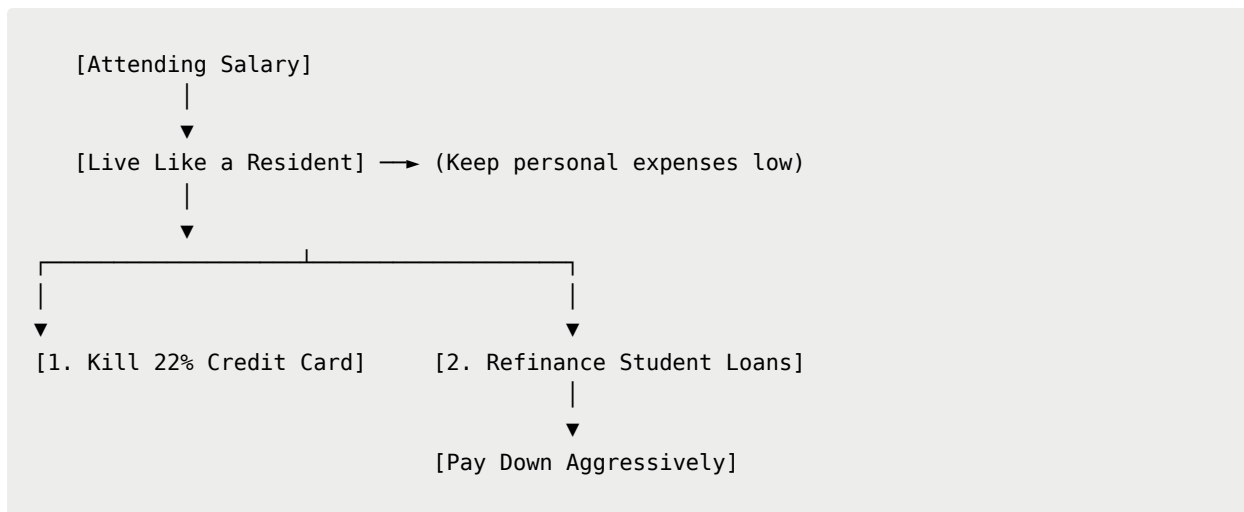 [Attending Salary]
[Live Like a Resident] → (Keep personal expenses low)
[1. Kill 22% Credit Card] [2. Refinance Student Loans]
[Pay Down Aggressively]